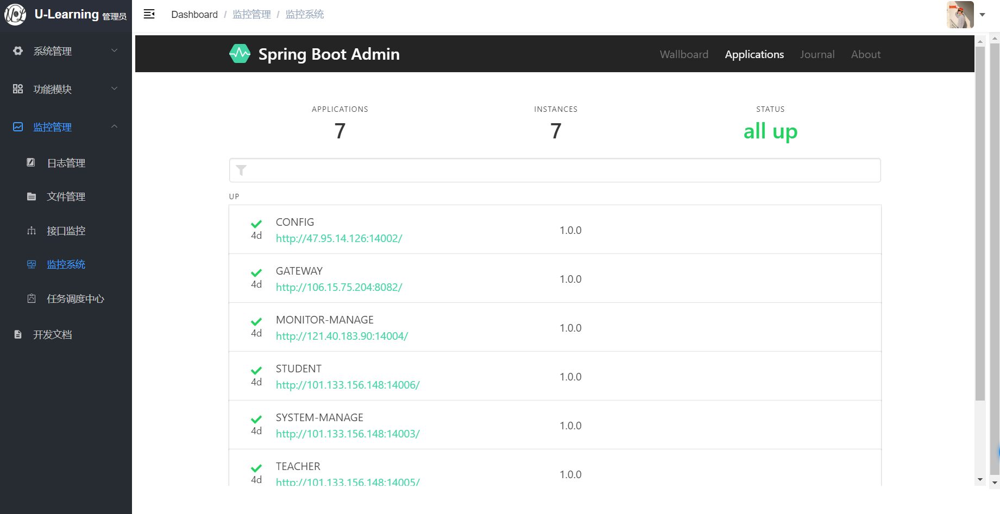 U-Learning 管理员
系统管理
功能模块
监控管理
日志管理
文件管理
接口监控
监控系统
任务调度中心
开发文档
Dashboard / 监控管理 / 监控系统
Spring Boot Admin
Wallboard Applications Journal About
APPLICATIONS
7
INSTANCES
7
STATUS
all up
UP
CONFIG
4d
http://47.95.14.126:14002/
1.0.0
GATEWAY
4d
http://106.15.75.204:8082/
1.0.0
MONITOR-MANAGE
4d
http://121.40.183.90:14004/
1.0.0
STUDENT
4d
http://101.133.156.148:14006/
1.0.0
SYSTEM-MANAGE
4d
http://101.133.156.148:14003/
1.0.0
TEACHER
4d
http://101.133.156.148:14005/
1.0.0